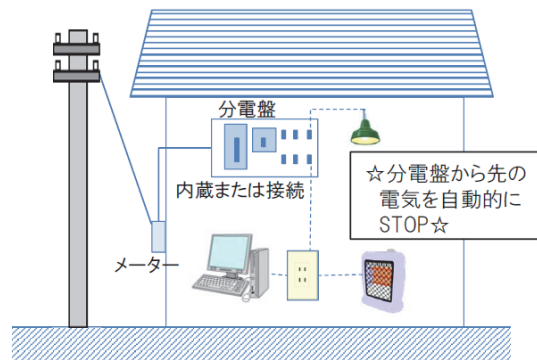 分電盤
内蔵または接続
☆分電盤から先の
電気を自動的に
STOP☆
メーター